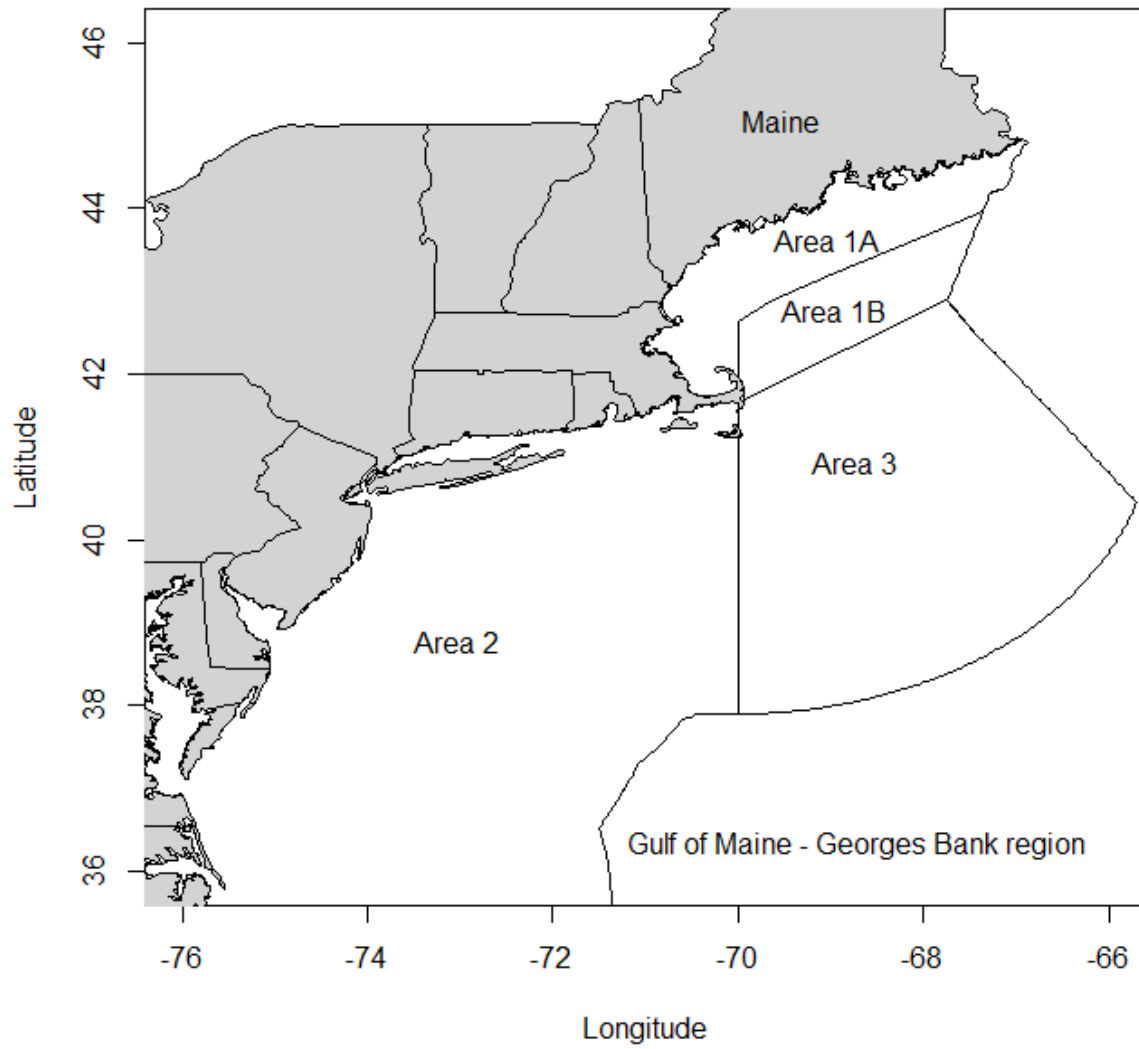 46
Maine
44
Area 1A
Area 1B
42
Area 3
Latitude
40
Area 2
38
Gulf of Maine - Georges Bank region
36
-76 -74 -72 -70 -68 -66
Longitude